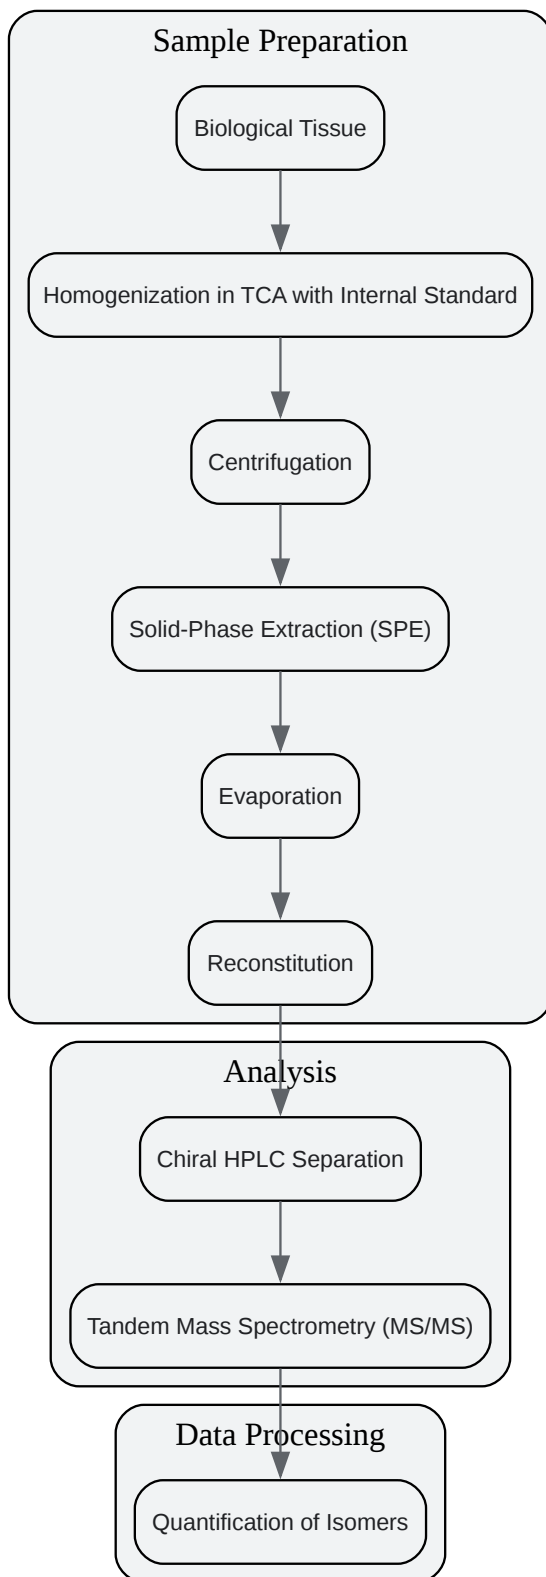 Sample Preparation
Biological Tissue
Homogenization in TCA with Internal Standard
Centrifugation
Solid-Phase Extraction (SPE)
Evaporation
Reconstitution
Analysis
Chiral HPLC Separation
Tandem Mass Spectrometry (MS/MS)
Data Processing
Quantification of Isomers